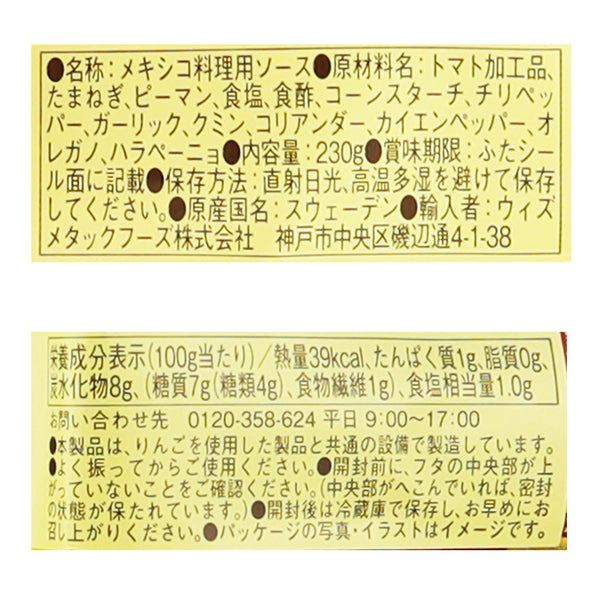 ●名称：メキシコ料理用ソース●原材料名：トマト加工品、
たまねぎ、ピーマン、食塩、食酢、コーンスターチ、チリペッ
パー、ガーリック、クミン、コリアンダー、カイエンペッパー、オ
レガノ、ハラペーニョ●内容量：230g●賞味期限：ふたシー
ル面に記載●保存方法：直射日光、高温多湿を避けて保存
してください。●原産国名：スウェーデン●輸入者：ウィズ
メタックフーズ株式会社　神戸市中央区磯辺通4-1-38
栄養成分表示(100g当たり)／熱量39kcal、たんぱく質1g、脂質0g、
炭水化物8g、(糖質7g(糖類4g)、食物繊維1g)、食塩相当量1.0g
お問い合わせ先　0120-358-624 平日 9:00〜17:00
●本製品は、りんごを使用した製品と共通の設備で製造しています。
●よく振ってからご使用ください。●開封前に、フタの中央部が上
がっていないことをご確認ください。(中央部がへこんでいれば、密封
の状態が保たれています。)●開封後は冷蔵庫で保存し、お早めにお
召し上がりください。●パッケージの写真・イラストはイメージです。